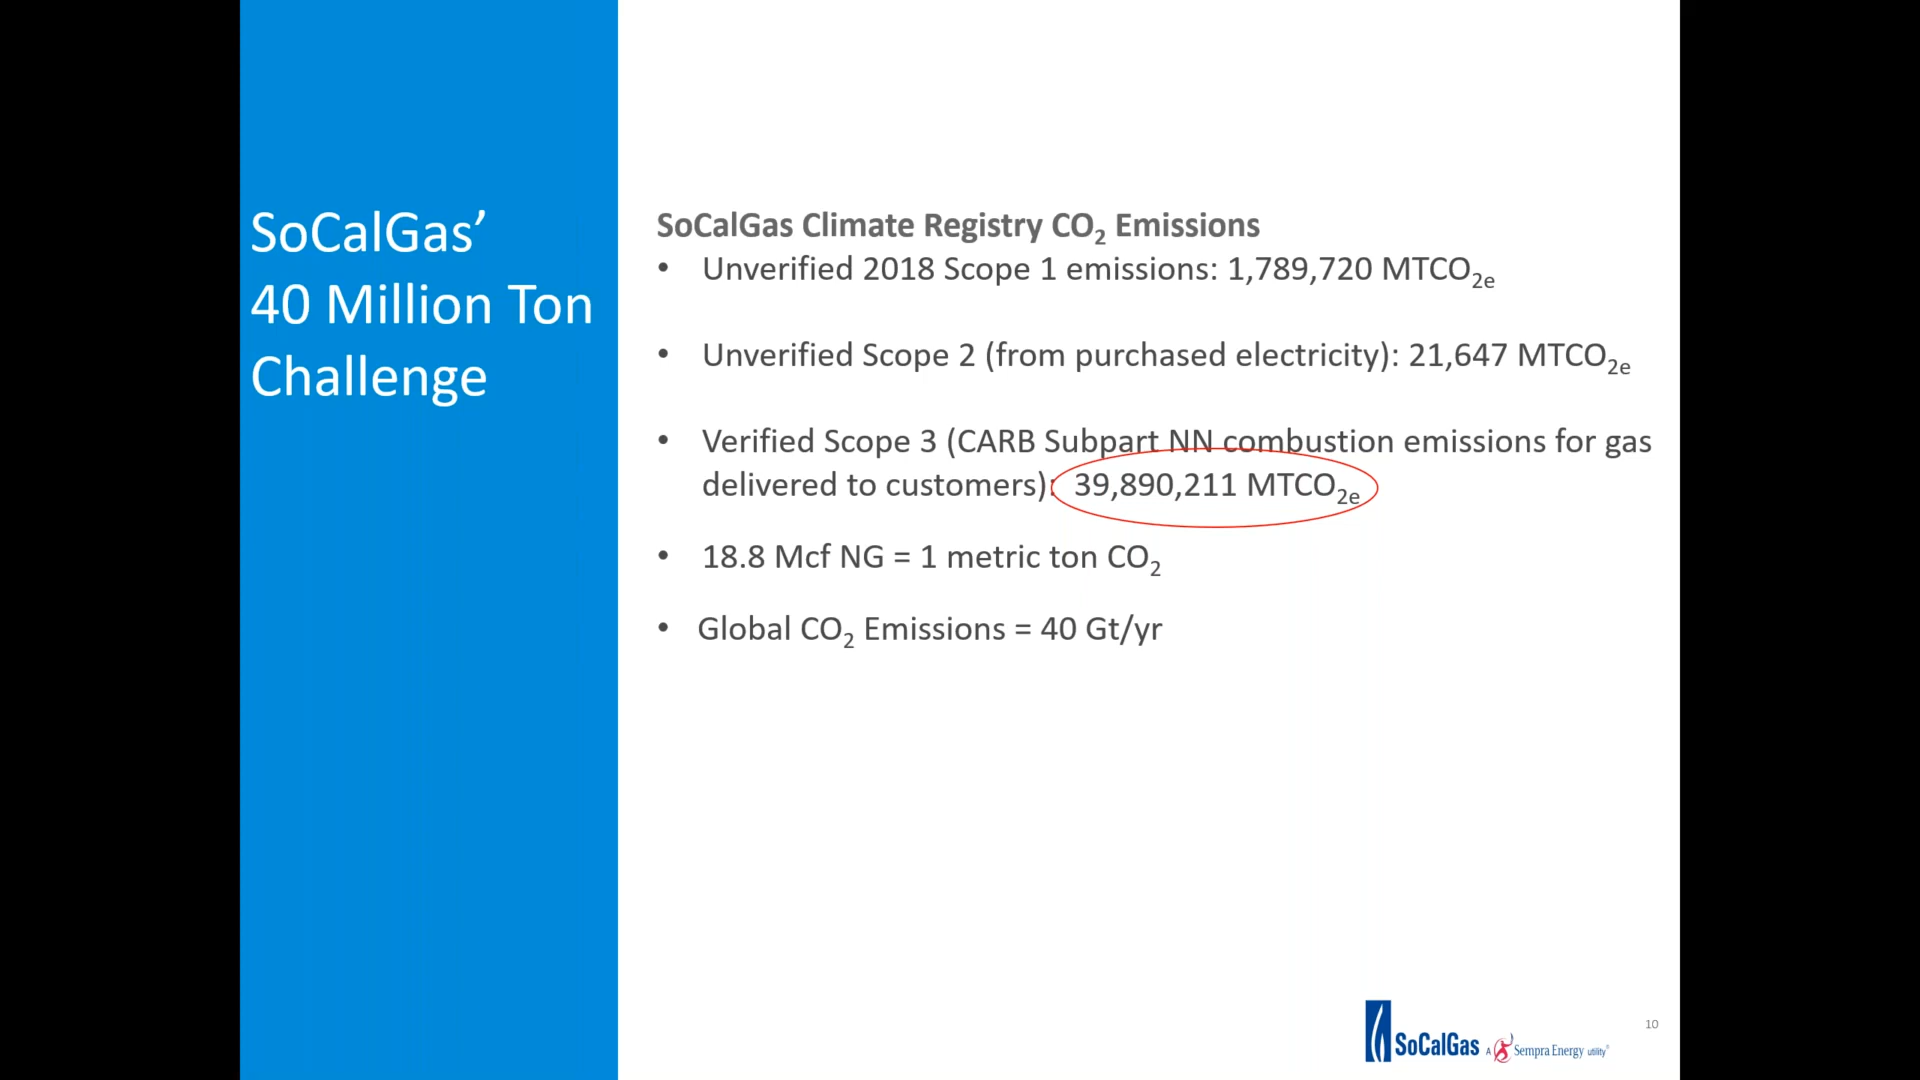 SoCalGas’
40 Million Ton
Challenge
SoCalGas Climate Registry CO2 Emissions
• Unverified 2018 Scope 1 emissions: 1,789,720 MTCO2e
• Unverified Scope 2 (from purchased electricity): 21,647 MTCO2e
• Verified Scope 3 (CARB Subpart NN combustion emissions for gas
delivered to customers): 39,890,211 MTCO2e
• 18.8 Mcf NG = 1 metric ton CO2
• Global CO2 Emissions = 40 Gt/yr
SoCalGas A Sempra Energy utility®
10